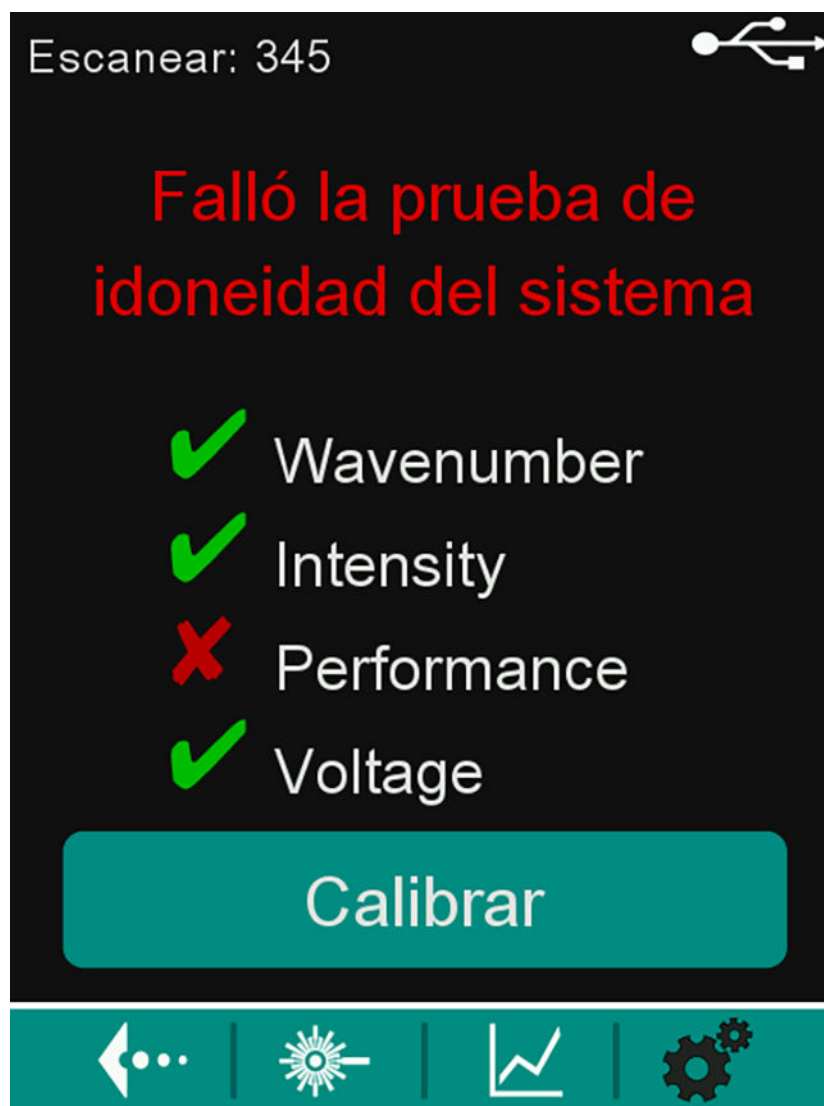 Escanear: 345
Falló la prueba de
idoneidad del sistema
Wavenumber
Intensity
Performance
Voltage
Calibrar